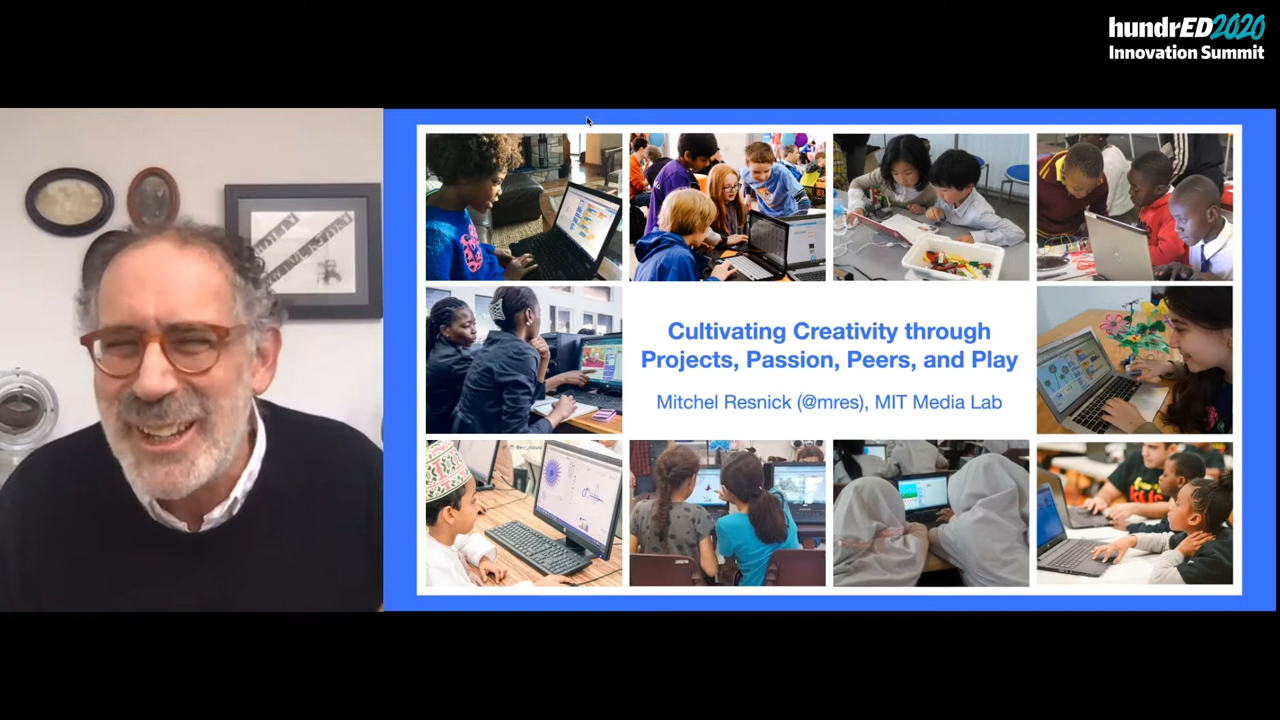 hundrED2020
Innovation Summit
Cultivating Creativity through
Projects, Passion, Peers, and Play
Mitchel Resnick (@mres), MIT Media Lab